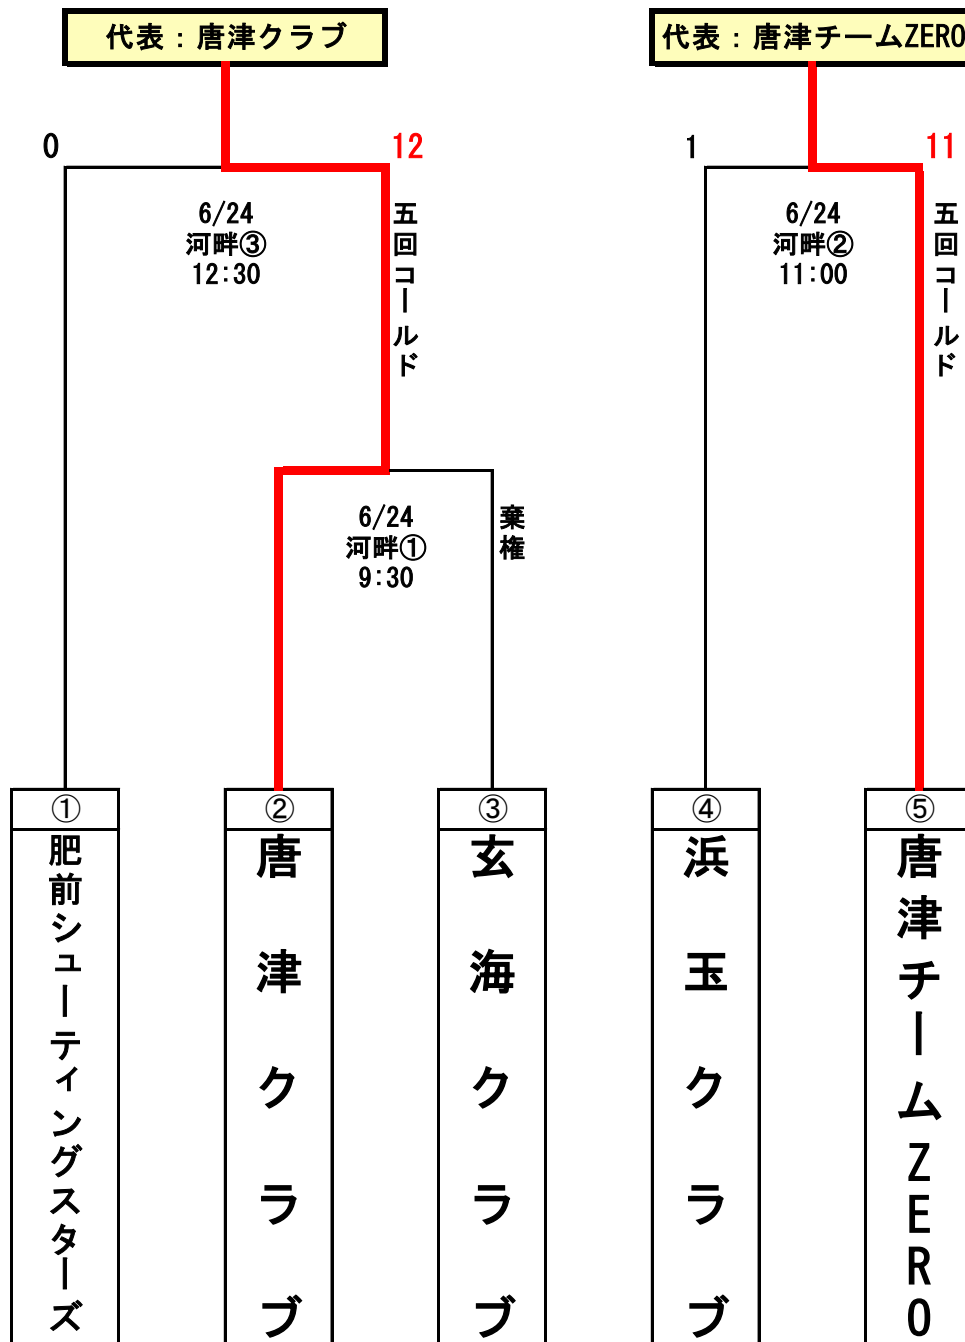 代表：唐津クラブ
代表：唐津チームZERO
0
12
1
11
6/24
河畔③
12:30
五回コールド
6/24
河畔②
11:00
五回コールド
6/24
河畔①
9:30
棄権
①
②
③
④
⑤
肥前シューティングスターズ
唐津クラブ
玄海クラブ
浜玉クラブ
唐津チームZERO